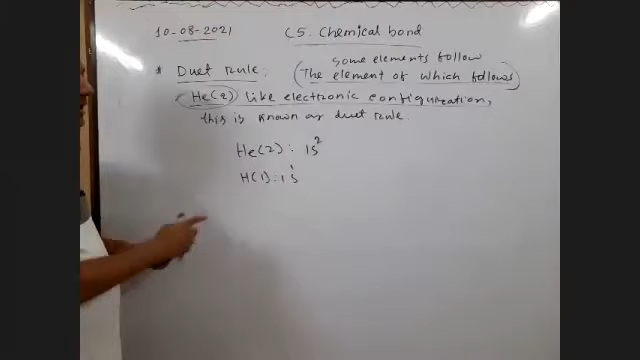 10-08-2021
C5. Chemical bond
some elements follow
* Duet rule: (The element of which follows)
He(2) like electronic configuration,
this is known as duet rule.
He(2): 1s²
H(1): 1s¹